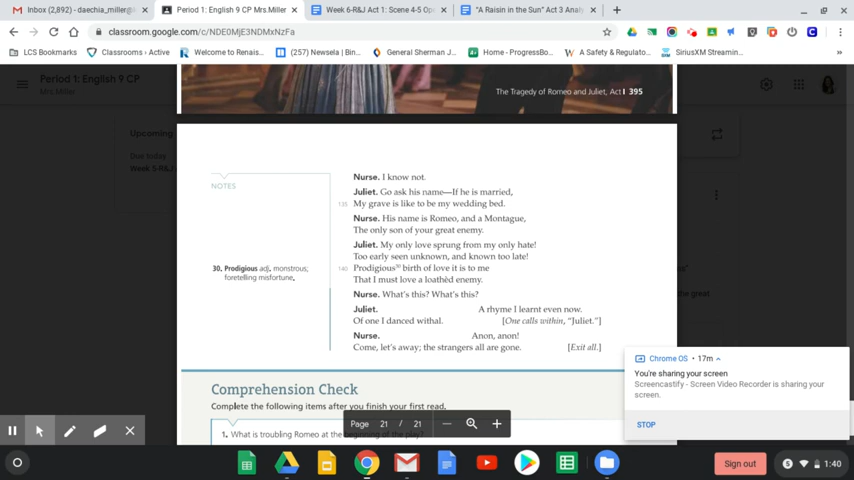 Inbox (2,892) - daechia_miller@
Period 1: English 9 CP Mrs.Miller
Week 6-R&J Act 1: Scene 4-5 Op
"A Raisin in the Sun" Act 3 Anal
classroom.google.com/c/NDE0MjE3NDMxNzFa
LCS Bookmarks
Classrooms › Active
Welcome to Renais...
(257) Newsela | Bin...
General Sherman J...
Home - ProgressBo...
A Safety & Regulato...
SiriusXM Streamin...
Period 1: English 9 CP
Mrs.Miller
The Tragedy of Romeo and Juliet, Act I 395
Upcoming
Due today
Week 5-R&J
NOTES
Nurse. I know not.
Juliet. Go ask his name—If he is married,
135 My grave is like to be my wedding bed.
Nurse. His name is Romeo, and a Montague,
The only son of your great enemy.
Juliet. My only love sprung from my only hate!
Too early seen unknown, and known too late!
140 Prodigious30 birth of love it is to me
That I must love a loathèd enemy.
30. Prodigious adj. monstrous;
foretelling misfortune.
Nurse. What's this? What's this?
Juliet. A rhyme I learnt even now.
Of one I danced withal. [One calls within, "Juliet."]
Nurse. Anon, anon!
Come, let's away; the strangers all are gone. [Exit all.]
the great
Comprehension Check
Complete the following items after you finish your first read.
1. What is troubling Romeo at the beginning of the play?
Page 21 / 21
Chrome OS • 17m
You're sharing your screen
Screencastify - Screen Video Recorder is sharing your
screen.
STOP
Sign out
5
1:40